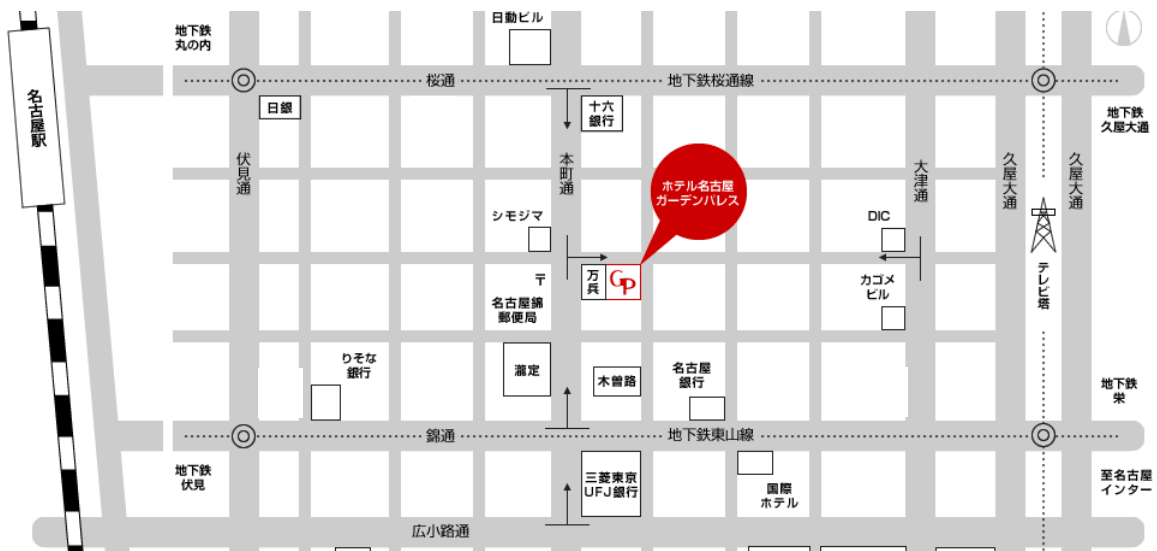 日動ビル
地下鉄
丸の内
桜通
地下鉄桜通線
名古屋駅
日銀
十六
銀行
地下鉄
久屋大通
伏見通
本町通
大津通
久屋大通
久屋大通
ホテル名古屋
ガーデンパレス
シモジマ
DIC
万兵
GP
〒
名古屋錦
郵便局
カゴメ
ビル
テレビ塔
りそな
銀行
瀧定
木曽路
名古屋
銀行
地下鉄
栄
錦通
地下鉄東山線
地下鉄
伏見
三菱東京
UFJ銀行
国際
ホテル
至名古屋
インター
広小路通